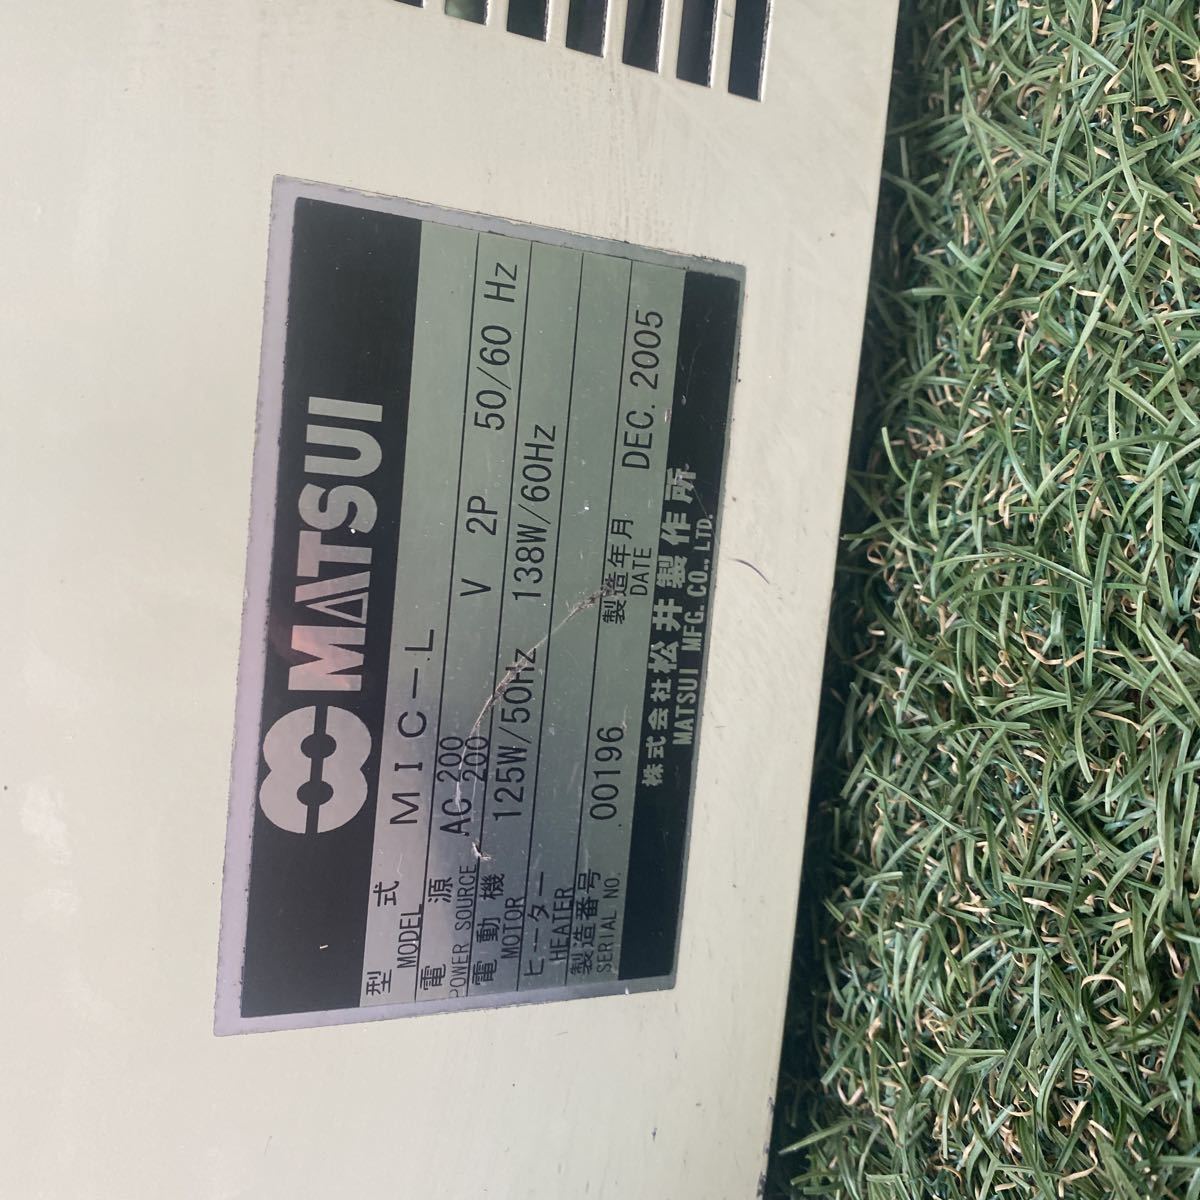 MATSUI
型式 MIC-L
MODEL
電源 AC 200 V 2P 50/60 Hz
POWER SOURCE 200
電動機 125W/50Hz 138W/60Hz
MOTOR
ヒーター
HEATER
製造番号 00196 製造年月 DEC. 2005
SERIAL NO. DATE
株式会社松井製作所
MATSUI MFG. CO., LTD.